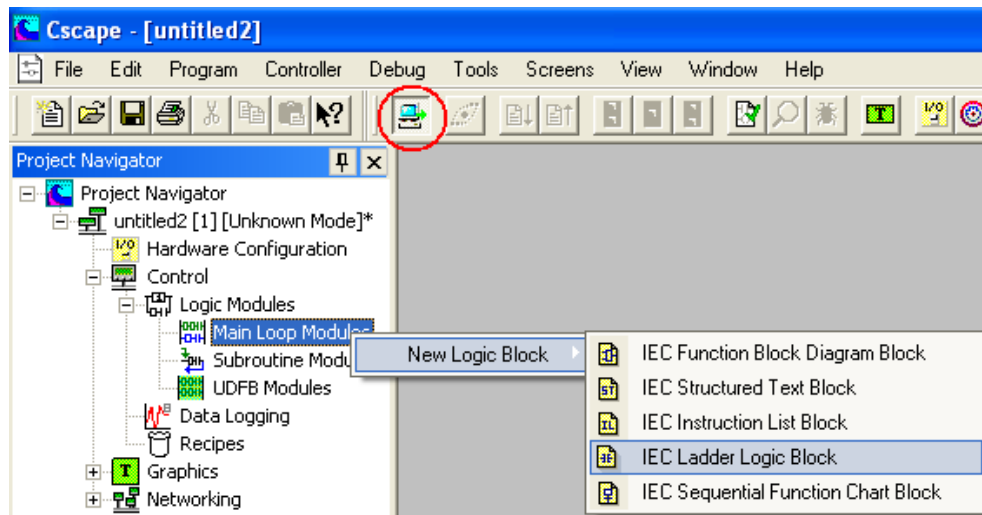 Cscape - [untitled2]
File Edit Program Controller Debug Tools Screens View Window Help
T I/O
Project Navigator
Project Navigator
untitled2 [1] [Unknown Mode]*
I/O Hardware Configuration
Control
Logic Modules
Main Loop Modules
Subroutine Modu
UDFB Modules
Data Logging
Recipes
T Graphics
Networking
New Logic Block
IEC Function Block Diagram Block
ST IEC Structured Text Block
IL IEC Instruction List Block
IEC Ladder Logic Block
IEC Sequential Function Chart Block